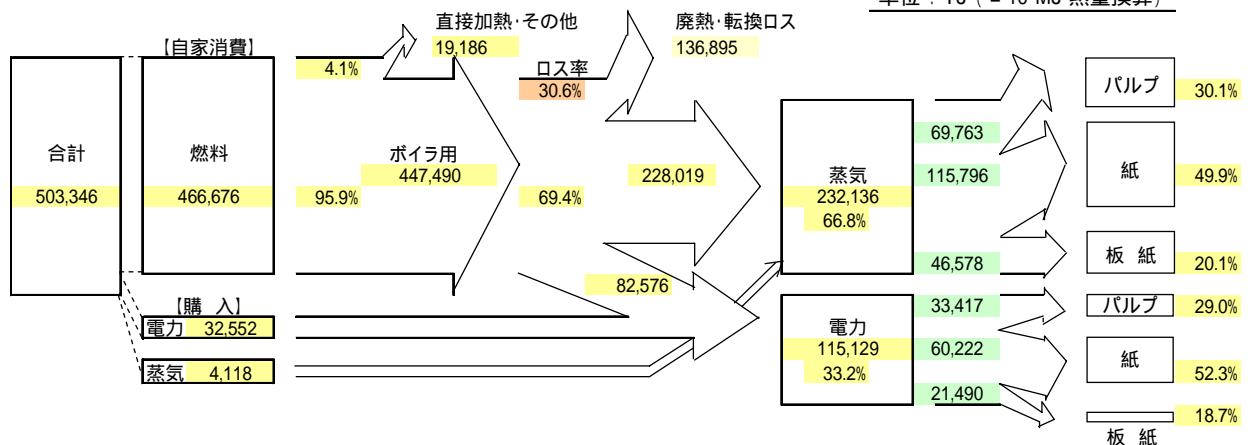 単位：TJ（＝10 MJ 熱量換算）
直接加熱・その他
19,186
廃熱・転換ロス
136,895
【自家消費】
4.1%
ロス率
30.6%
合計
503,346
燃料
466,676
95.9%
ボイラ用
447,490
69.4%
228,019
蒸気
232,136
66.8%
69,763
115,796
46,578
パルプ
30.1%
紙
49.9%
板 紙
20.1%
82,576
【購 入】
電力 32,552
蒸気 4,118
電力
115,129
33.2%
33,417
60,222
21,490
パルプ
29.0%
紙
52.3%
18.7%
板 紙